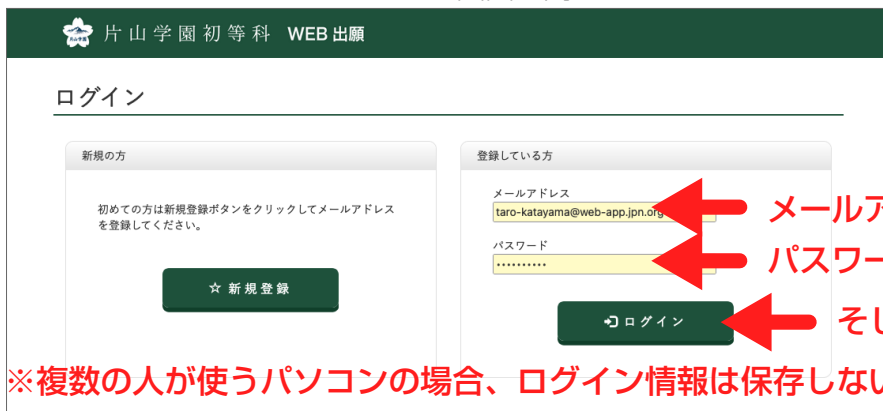 片山学園初等科 WEB 出願
ログイン
新規の方
初めての方は新規登録ボタンをクリックしてメールアドレス
を登録してください。
☆ 新規登録
登録している方
メールアドレス
taro-katayama@web-app.jpn.org
メールア
パスワード
••••••••••
パスワー
ログイン
そし
※複数の人が使うパソコンの場合、ログイン情報は保存しない